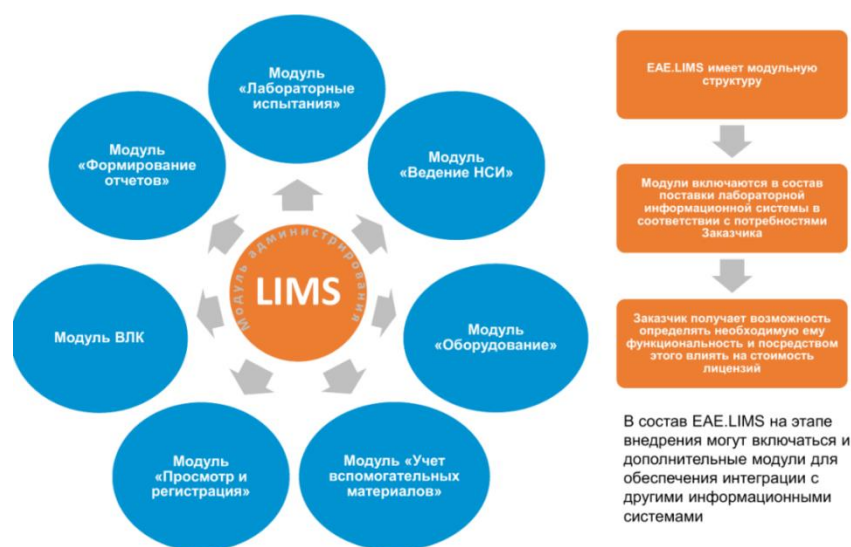 Модуль
«Лабораторные
испытания»
Модуль
«Ведение НСИ»
Модуль
«Оборудование»
Модуль «Учет
вспомогательных
материалов»
Модуль
«Просмотр и
регистрация»
Модуль ВЛК
Модуль
«Формирование
отчетов»
Модуль администрирования
LIMS
EAE.LIMS имеет модульную
структуру
Модули включаются в состав
поставки лабораторной
информационной системы в
соответствии с потребностями
Заказчика
Заказчик получает возможность
определять необходимую ему
функциональность и посредством
этого влиять на стоимость
лицензий
В состав EAE.LIMS на этапе
внедрения могут включаться и
дополнительные модули для
обеспечения интеграции с
другими информационными
системами